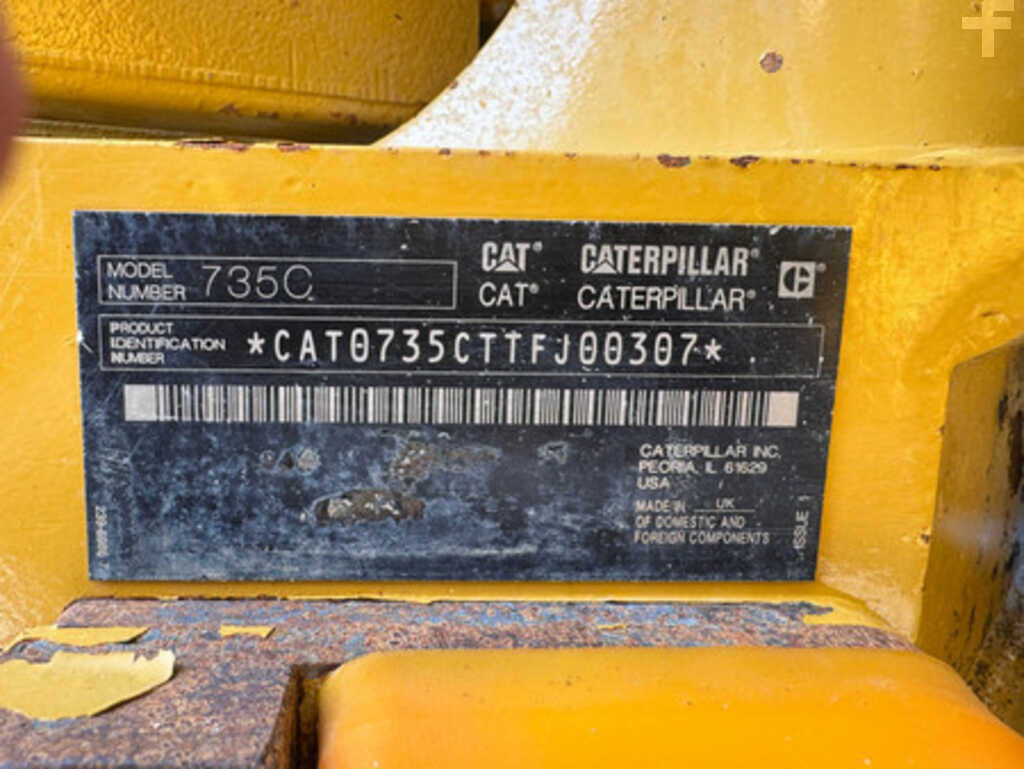 MODEL
NUMBER 735C
CAT® CATERPILLAR®
CAT® CATERPILLAR®
PRODUCT
IDENTIFICATION
NUMBER
*CAT0735CTTFJ00307*
CATERPILLAR INC.
PEORIA, IL 61629
USA
MADE IN UK
OF DOMESTIC AND
FOREIGN COMPONENTS
ISSUE 1